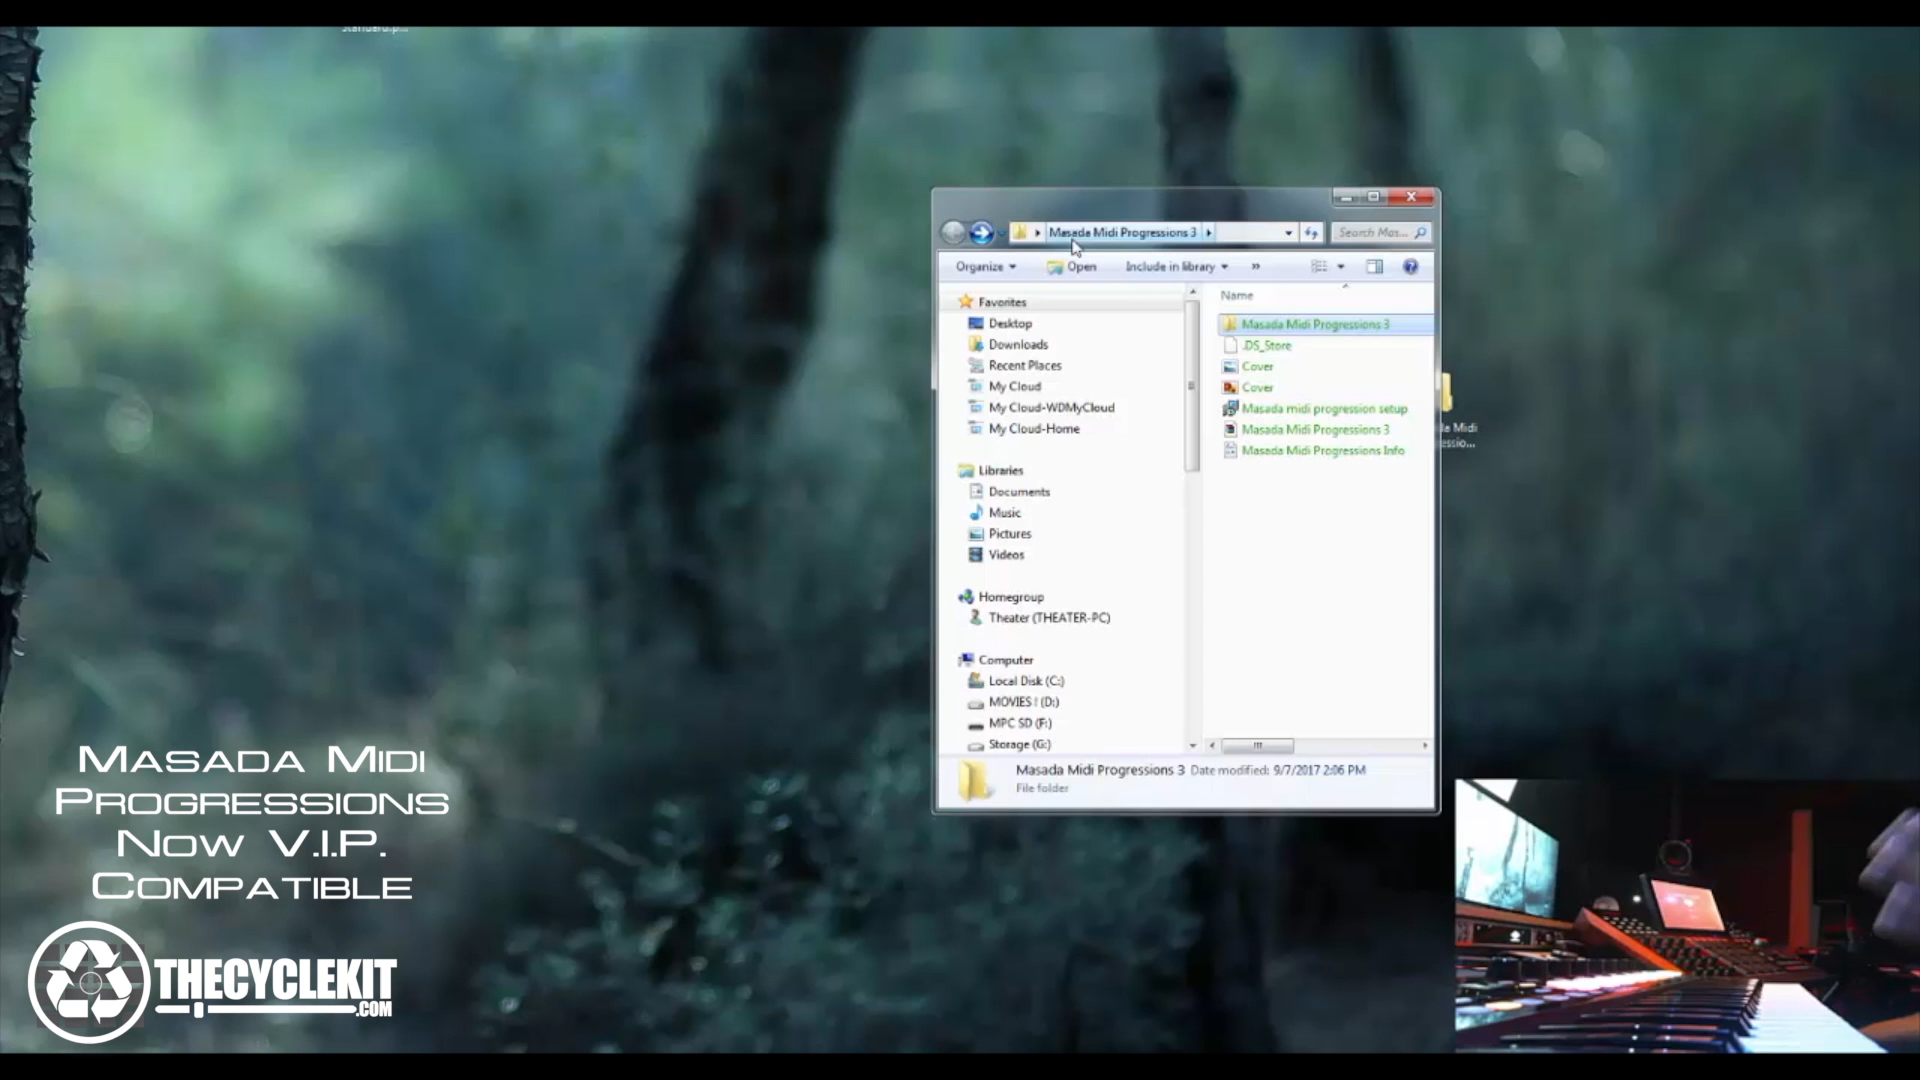 Masada Midi Progressions 3
Search Mas...
Organize
Open
Include in library
»
Favorites
Desktop
Downloads
Recent Places
My Cloud
My Cloud-WDMyCloud
My Cloud-Home
Libraries
Documents
Music
Pictures
Videos
Homegroup
Theater (THEATER-PC)
Computer
Local Disk (C:)
MOVIES ! (D:)
MPC SD (F:)
Storage (G:)
Name
Masada Midi Progressions 3
.DS_Store
Cover
Cover
Masada midi progression setup
Masada Midi Progressions 3
Masada Midi Progressions Info
Masada Midi Progressions 3 Date modified: 9/7/2017 2:06 PM
File folder
Midi
essio...
MASADA MIDI
PROGRESSIONS
NOW V.I.P.
COMPATIBLE
THECYCLEKIT
.COM